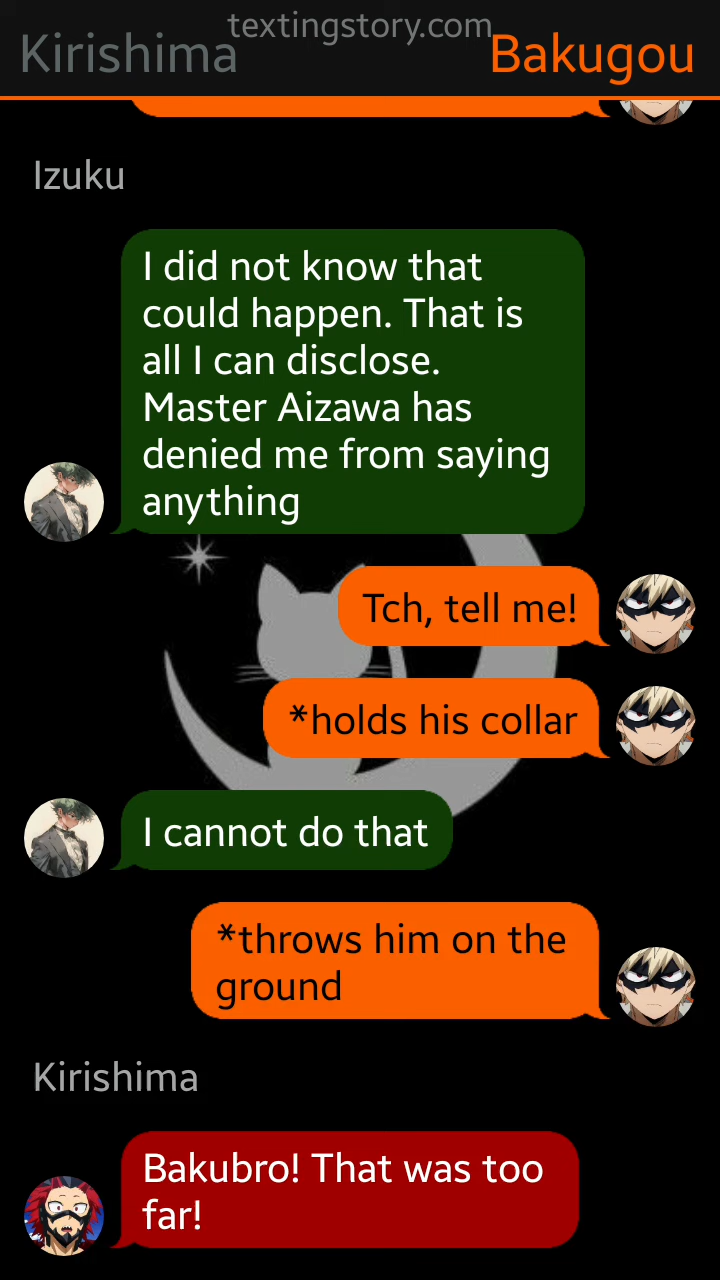 textingstory.com
Kirishima
Bakugou
Izuku
I did not know that
could happen. That is
all I can disclose.
Master Aizawa has
denied me from saying
anything
Tch, tell me!
*holds his collar
I cannot do that
*throws him on the
ground
Kirishima
Bakubro! That was too
far!